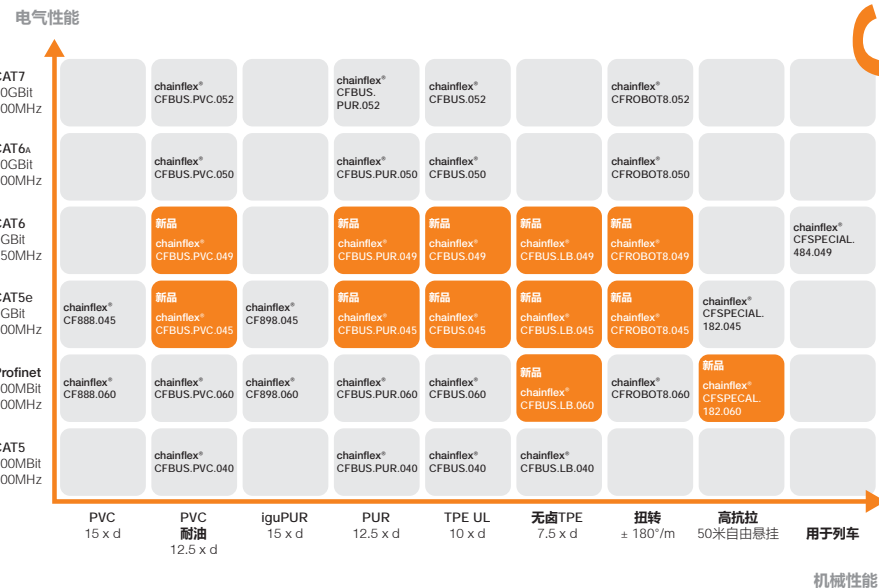 电气性能
CAT7
0GBit
00MHz
chainflex®
CFBUS.PVC.052
chainflex®
CFBUS.
PUR.052
chainflex®
CFBUS.052
chainflex®
CFROBOT8.052
CAT6A
0GBit
00MHz
chainflex®
CFBUS.PVC.050
chainflex®
CFBUS.PUR.050
chainflex®
CFBUS.050
chainflex®
CFROBOT8.050
CAT6
GBit
50MHz
新品
chainflex®
CFBUS.PVC.049
新品
chainflex®
CFBUS.PUR.049
新品
chainflex®
CFBUS.049
新品
chainflex®
CFBUS.LB.049
新品
chainflex®
CFROBOT8.049
chainflex®
CFSPECIAL.
484.049
CAT5e
GBit
00MHz
chainflex®
CF888.045
新品
chainflex®
CFBUS.PVC.045
chainflex®
CF898.045
新品
chainflex®
CFBUS.PUR.045
新品
chainflex®
CFBUS.045
新品
chainflex®
CFBUS.LB.045
新品
chainflex®
CFROBOT8.045
chainflex®
CFSPECIAL.
182.045
Profinet
00MBit
00MHz
chainflex®
CF888.060
chainflex®
CFBUS.PVC.060
chainflex®
CF898.060
chainflex®
CFBUS.PUR.060
chainflex®
CFBUS.060
新品
chainflex®
CFBUS.LB.060
chainflex®
CFROBOT8.060
新品
chainflex®
CFSPECAL.
182.060
CAT5
00MBit
00MHz
chainflex®
CFBUS.PVC.040
chainflex®
CFBUS.PUR.040
chainflex®
CFBUS.040
chainflex®
CFBUS.LB.040
PVC
15 x d
PVC
耐油
12.5 x d
iguPUR
15 x d
PUR
12.5 x d
TPE UL
10 x d
无卤TPE
7.5 x d
扭转
± 180°/m
高抗拉
50米自由悬挂
用于列车
机械性能